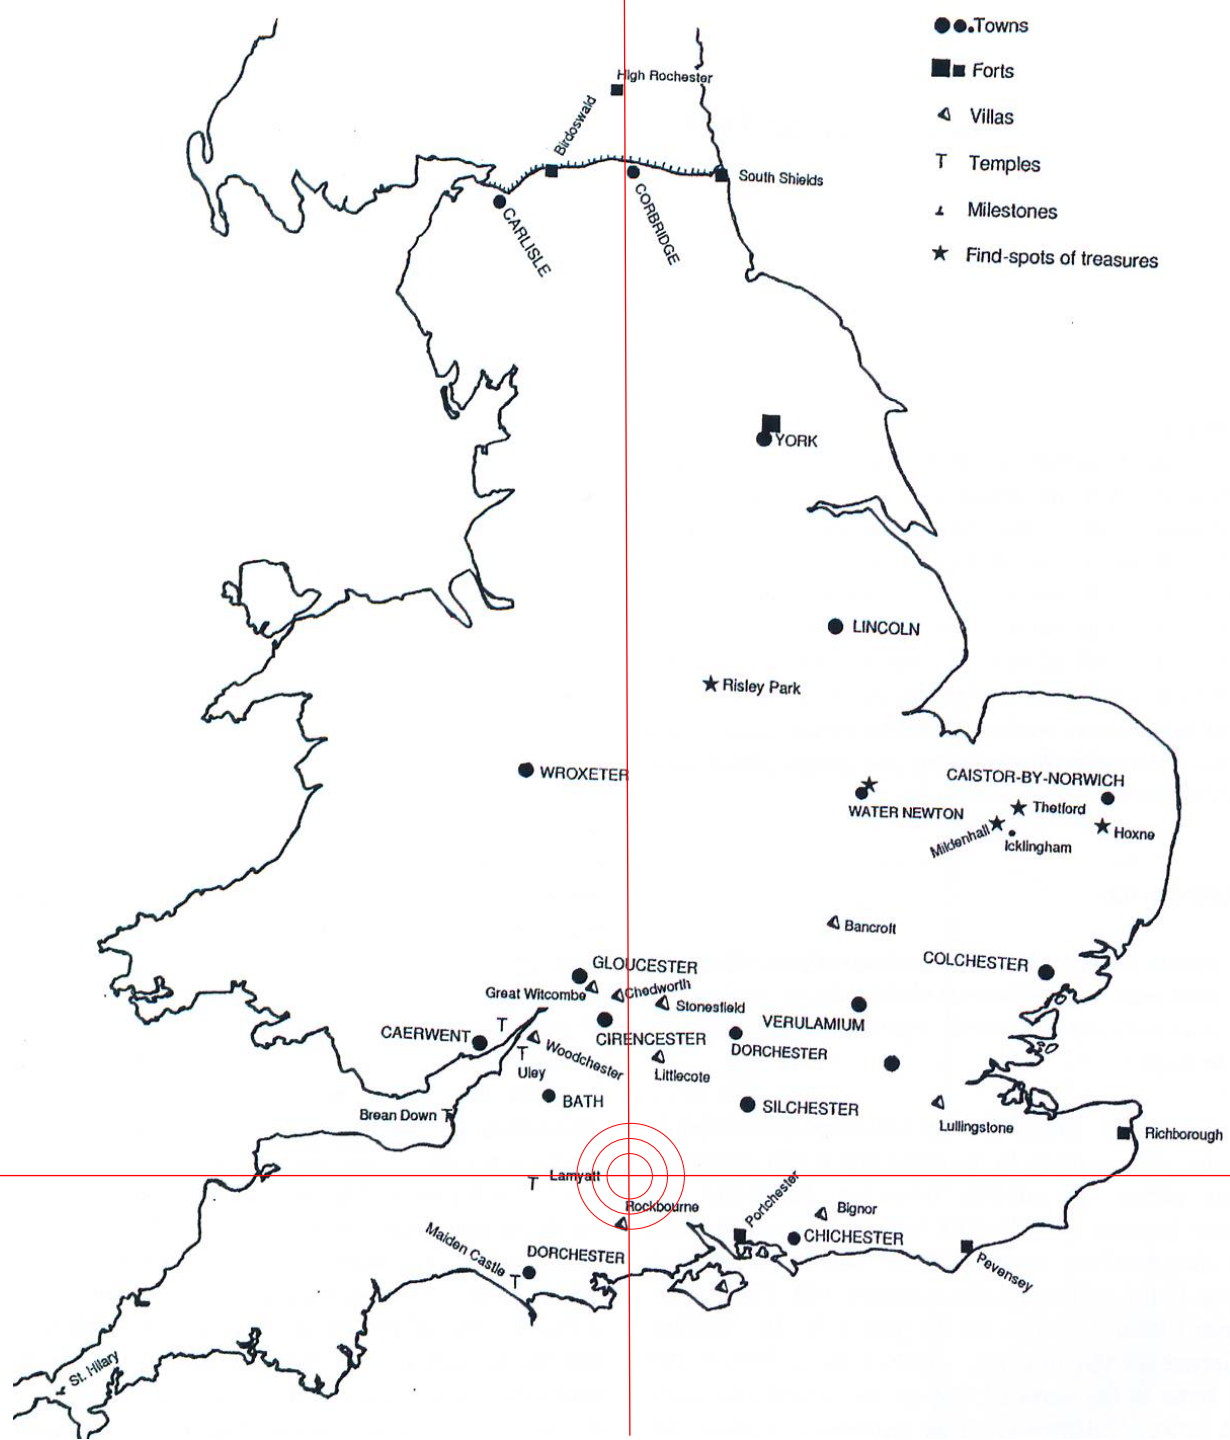 Towns
Forts
Villas
Temples
Milestones
Find-spots of treasures
High Rochester
Birdoswald
South Shields
CARLISLE
CORBRIDGE
YORK
LINCOLN
Risley Park
WROXETER
CAISTOR-BY-NORWICH
Thetford
WATER NEWTON
Mildenhall
Hoxne
Icklingham
Bancroft
GLOUCESTER
COLCHESTER
Great Witcombe
Chedworth
Stonesfield
VERULAMIUM
CAERWENT
CIRENCESTER
DORCHESTER
Woodchester
Uley
Littlecote
BATH
SILCHESTER
Brean Down
Lullingstone
Richborough
Lamyatt
Rockbourne
Portchester
Bignor
CHICHESTER
Maiden Castle
DORCHESTER
Pevensey
St. Hilary